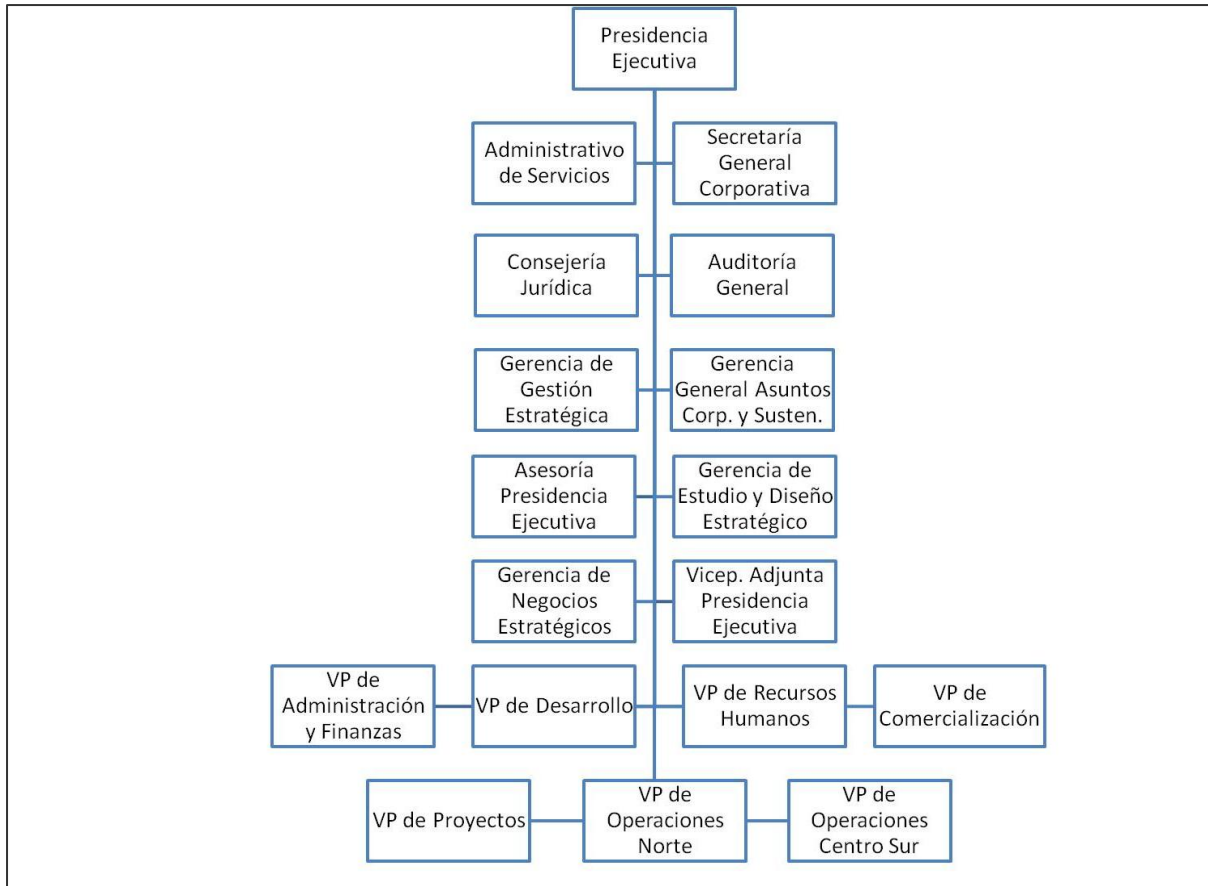 Presidencia
Ejecutiva
Administrativo
de Servicios
Secretaría
General
Corporativa
Consejería
Jurídica
Auditoría
General
Gerencia de
Gestión
Estratégica
Gerencia
General Asuntos
Corp. y Susten.
Asesoría
Presidencia
Ejecutiva
Gerencia de
Estudio y Diseño
Estratégico
Gerencia de
Negocios
Estratégicos
Vicep. Adjunta
Presidencia
Ejecutiva
VP de
Administración
y Finanzas
VP de Desarrollo
VP de Recursos
Humanos
VP de
Comercialización
VP de Proyectos
VP de
Operaciones
Norte
VP de
Operaciones
Centro Sur